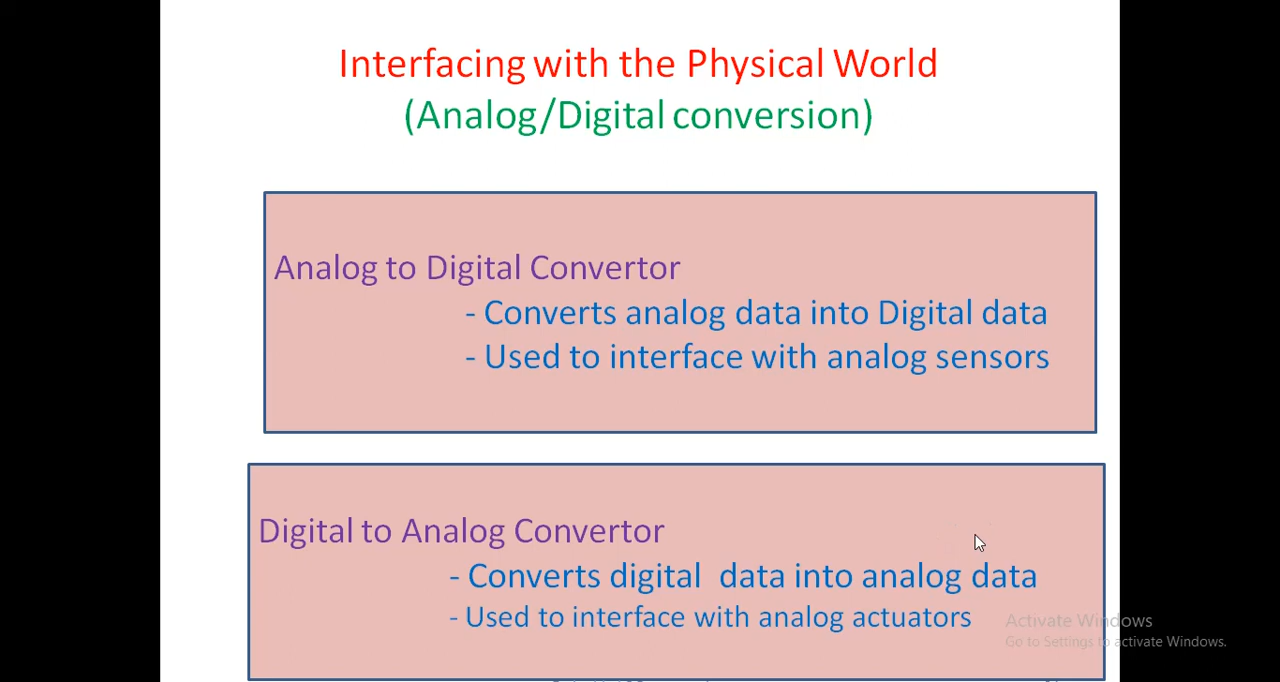 Interfacing with the Physical World
(Analog/Digital conversion)
Analog to Digital Convertor
- Converts analog data into Digital data
- Used to interface with analog sensors
Digital to Analog Convertor
- Converts digital  data into analog data
- Used to interface with analog actuators
Activate Windows
Go to Settings to activate Windows.